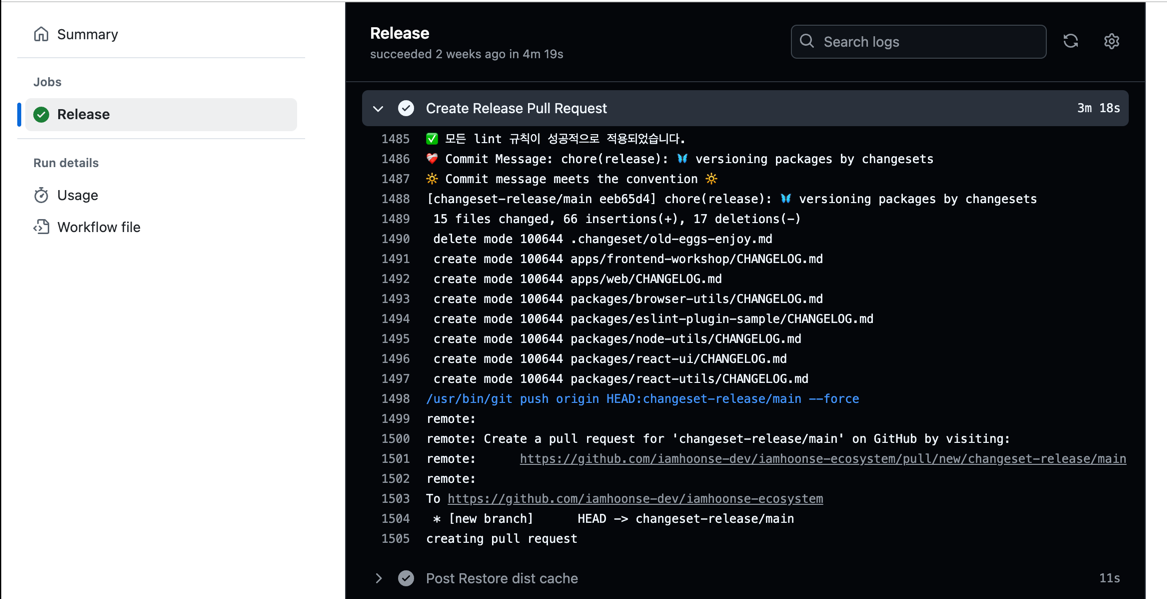 Summary
Jobs
Release
Run details
Usage
Workflow file
Release
succeeded 2 weeks ago in 4m 19s
Search logs
Create Release Pull Request 3m 18s
1485 ✅ 모든 lint 규칙이 성공적으로 적용되었습니다.
1486 ❤️‍🩹 Commit Message: chore(release): 🦋 versioning packages by changesets
1487 🔆 Commit message meets the convention 🔆
1488 [changeset-release/main eeb65d4] chore(release): 🦋 versioning packages by changesets
1489 15 files changed, 66 insertions(+), 17 deletions(-)
1490 delete mode 100644 .changeset/old-eggs-enjoy.md
1491 create mode 100644 apps/frontend-workshop/CHANGELOG.md
1492 create mode 100644 apps/web/CHANGELOG.md
1493 create mode 100644 packages/browser-utils/CHANGELOG.md
1494 create mode 100644 packages/eslint-plugin-sample/CHANGELOG.md
1495 create mode 100644 packages/node-utils/CHANGELOG.md
1496 create mode 100644 packages/react-ui/CHANGELOG.md
1497 create mode 100644 packages/react-utils/CHANGELOG.md
1498 /usr/bin/git push origin HEAD:changeset-release/main --force
1499 remote:
1500 remote: Create a pull request for 'changeset-release/main' on GitHub by visiting:
1501 remote: https://github.com/iamhoonse-dev/iamhoonse-ecosystem/pull/new/changeset-release/main
1502 remote:
1503 To https://github.com/iamhoonse-dev/iamhoonse-ecosystem
1504 * [new branch] HEAD -> changeset-release/main
1505 creating pull request
Post Restore dist cache 11s